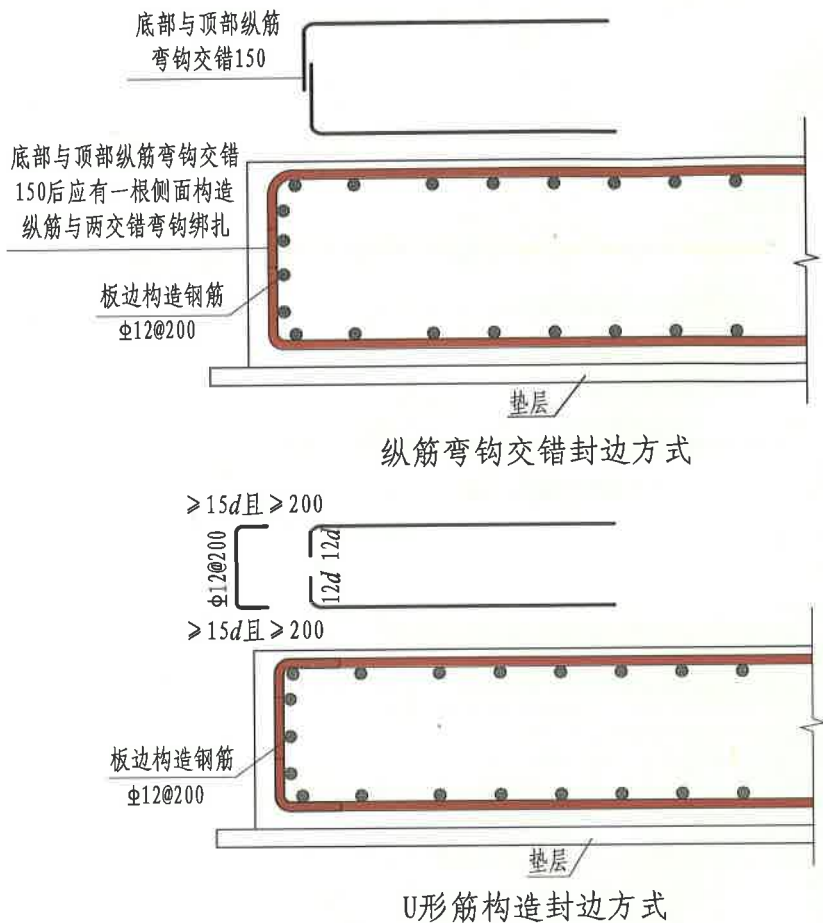 底部与顶部纵筋
弯钩交错150
底部与顶部纵筋弯钩交错
150后应有一根侧面构造
纵筋与两交错弯钩绑扎
板边构造钢筋
Φ12@200
垫层
纵筋弯钩交错封边方式
≥15d且≥200
Φ12@200
12d
12d
≥15d且≥200
板边构造钢筋
Φ12@200
垫层
U形筋构造封边方式